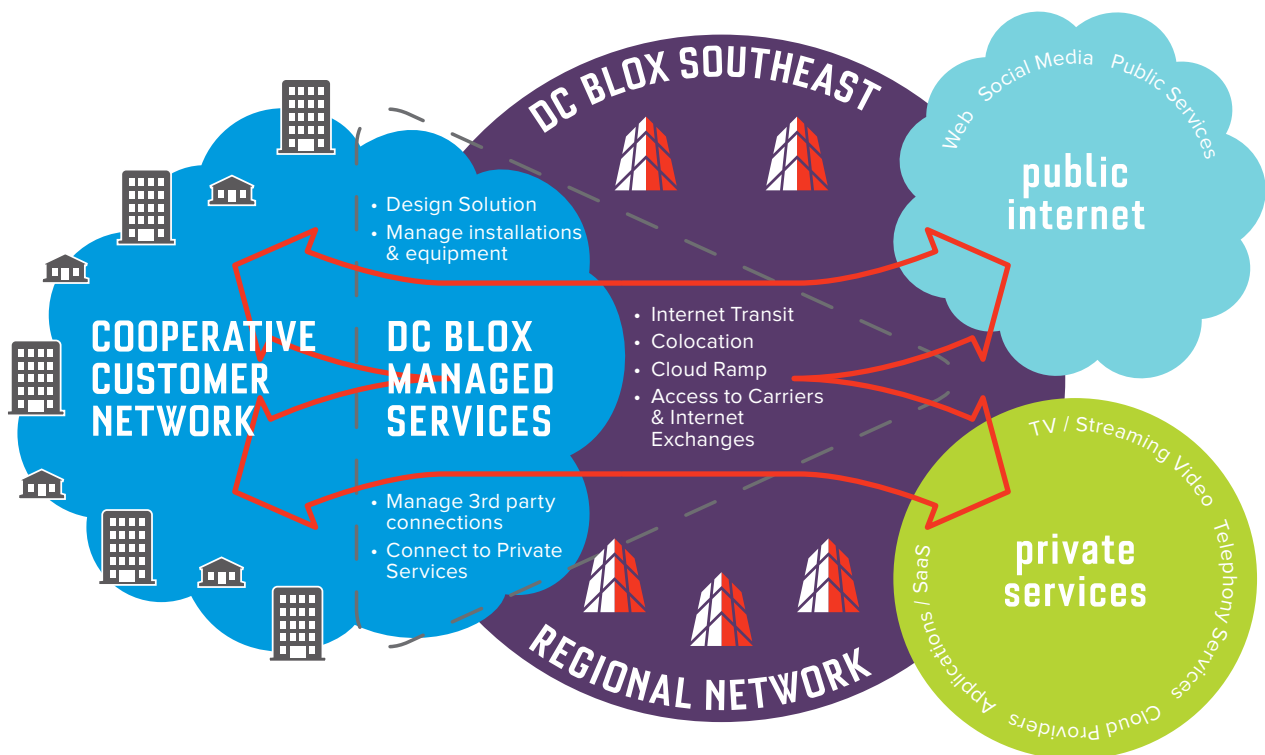 DC BLOX SOUTHEAST
Web Social Media Public Services
public
internet
• Design Solution
• Manage installations
& equipment
COOPERATIVE
CUSTOMER
NETWORK
DC BLOX
MANAGED
SERVICES
• Internet Transit
• Colocation
• Cloud Ramp
• Access to Carriers
& Internet
Exchanges
• Manage 3rd party
connections
• Connect to Private
Services
TV / Streaming Video Telephony Services Cloud Providers Applications / SaaS
private
services
REGIONAL NETWORK